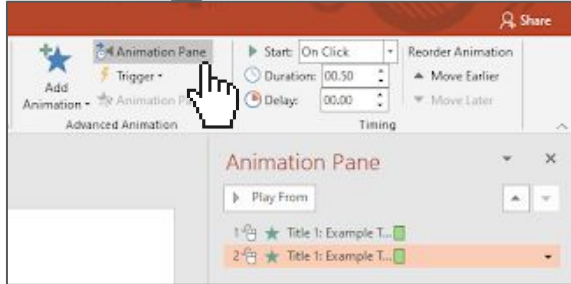 Share
Animation Pane
Start: On Click
Reorder Animation
Add
Animation
Trigger
Duration: 00.50
Move Earlier
Animation
Delay: 00.00
Move Later
Advanced Animation
Timing
Animation Pane
Play From
1 Title 1: Example T...
2 Title 1: Example T...